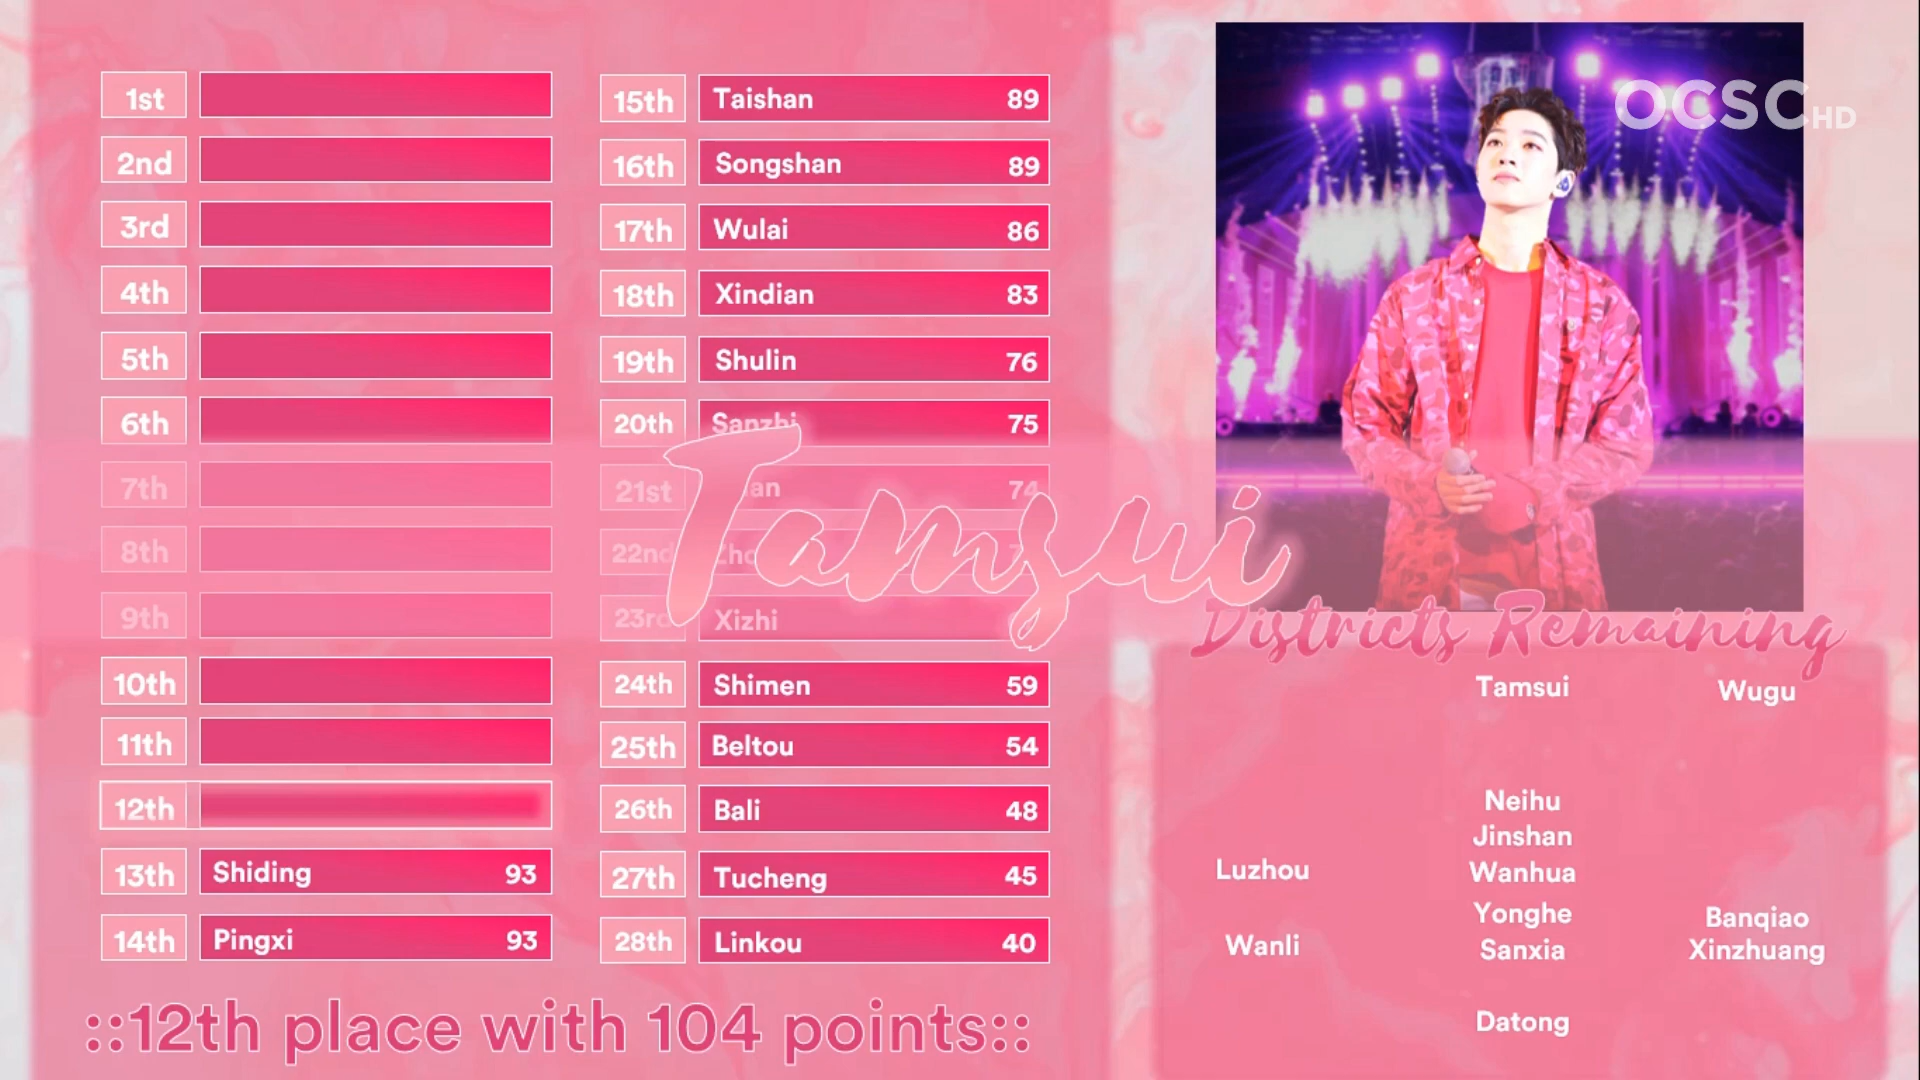 1st
2nd
3rd
4th
5th
6th
7th
8th
9th
10th
11th
12th
13th Shiding 93
14th Pingxi 93
15th Taishan 89
16th Songshan 89
17th Wulai 86
18th Xindian 83
19th Shulin 76
20th Sanzhi 75
21st 74
22nd
23rd Xizhi
24th Shimen 59
25th Beltou 54
26th Bali 48
27th Tucheng 45
28th Linkou 40
Tamsui
::12th place with 104 points::
OCSC HD
Districts Remaining
Tamsui Wugu
Neihu
Jinshan
Luzhou Wanhua
Yonghe Banqiao
Wanli Sanxia Xinzhuang
Datong